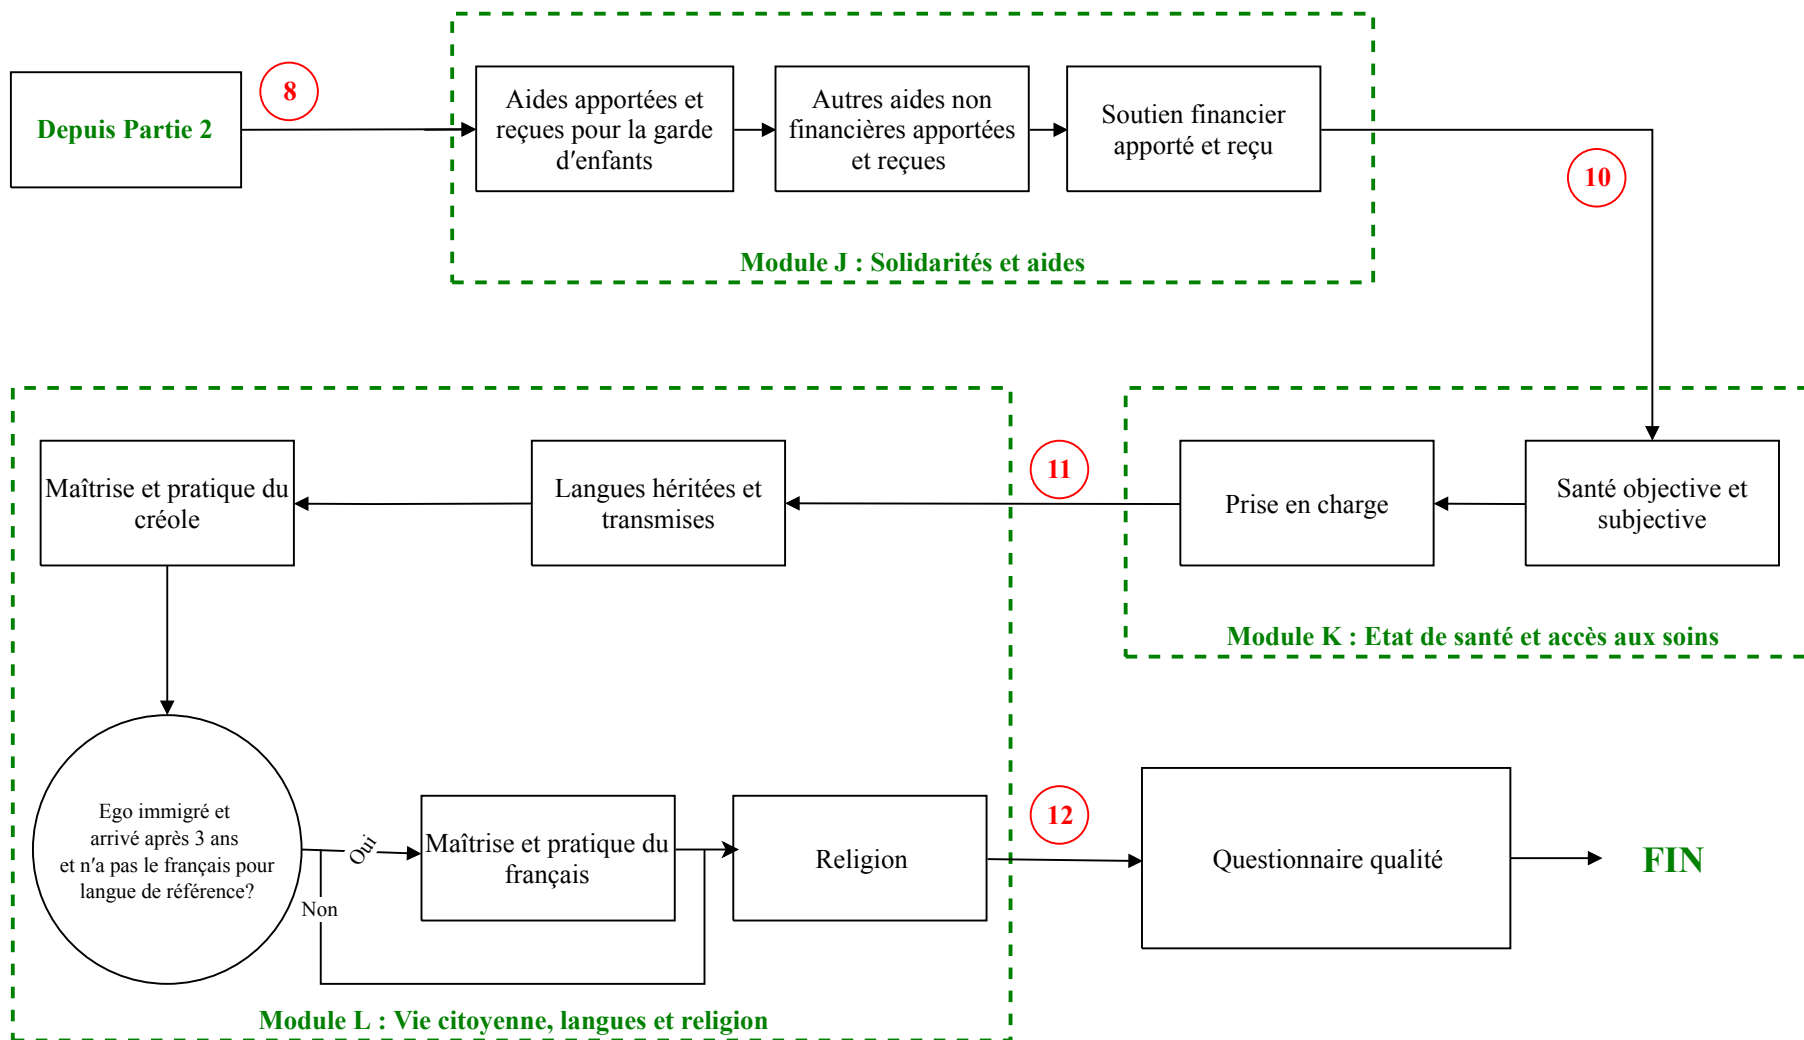 Depuis Partie 2
8
Aides apportées et
reçues pour la garde
d'enfants
Autres aides non
financières apportées
et reçues
Soutien financier
apporté et reçu
10
Module J : Solidarités et aides
Maîtrise et pratique du
créole
Langues héritées et
transmises
11
Prise en charge
Santé objective et
subjective
Module K : Etat de santé et accès aux soins
Ego immigré et
arrivé après 3 ans
et n'a pas le français pour
langue de référence?
Oui
Non
Maîtrise et pratique du
français
Religion
12
Questionnaire qualité
FIN
Module L : Vie citoyenne, langues et religion